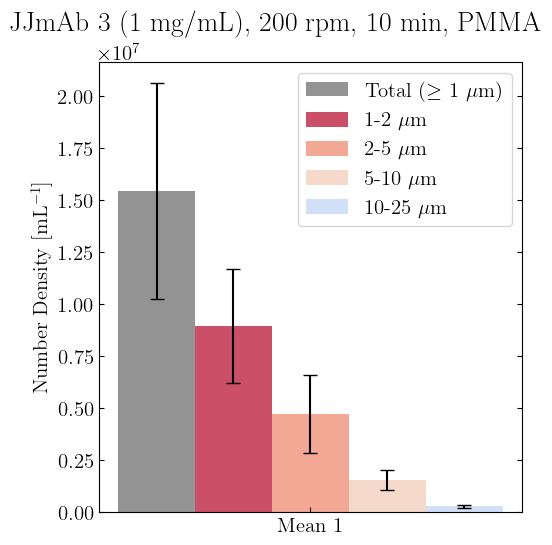 JJmAb 3 (1 mg/mL), 200 rpm, 10 min, PMMA
×10⁷
Total (≥ 1 μm)
1-2 μm
2-5 μm
5-10 μm
10-25 μm
Number Density [mL⁻¹]
2.00
1.75
1.50
1.25
1.00
0.75
0.50
0.25
0.00
Mean 1